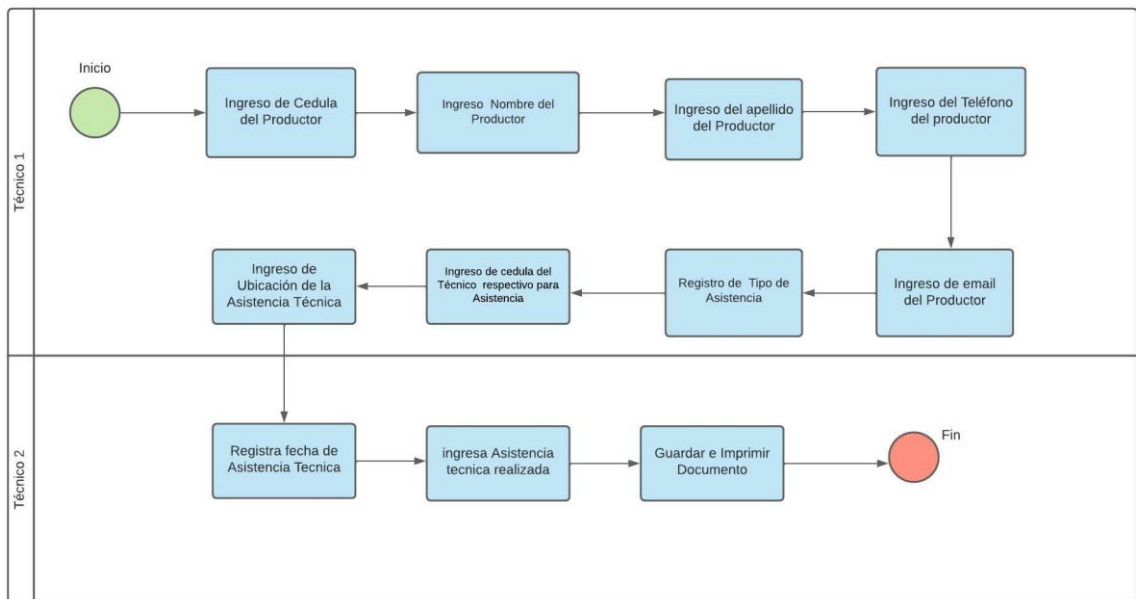 Técnico 1
Inicio
Ingreso de Cedula
del Productor
Ingreso Nombre del
Productor
Ingreso del apellido
del Productor
Ingreso del Teléfono
del productor
Ingreso de email
del Productor
Registro de Tipo de
Asistencia
Ingreso de cedula del
Técnico respectivo para
Asistencia
Ingreso de
Ubicación de la
Asistencia Técnica
Técnico 2
Registra fecha de
Asistencia Tecnica
ingresa Asistencia
tecnica realizada
Guardar e Imprimir
Documento
Fin